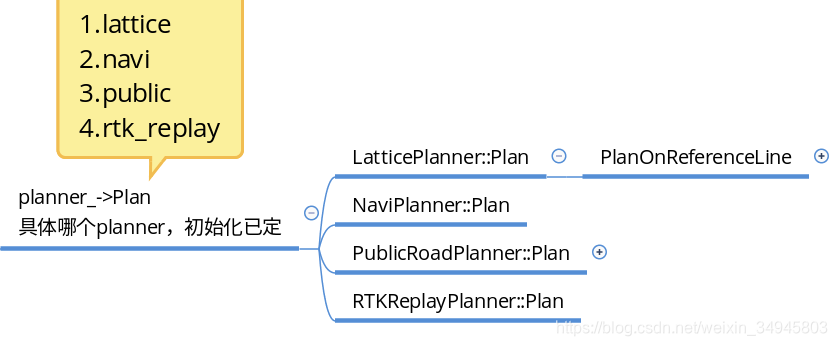 1.lattice
2.navi
3.public
4.rtk_replay
planner_->Plan
具体哪个planner，初始化已定
LatticePlanner::Plan
PlanOnReferenceLine
NaviPlanner::Plan
PublicRoadPlanner::Plan
RTKReplayPlanner::Plan
https://blog.csdn.net/weixin_34945803